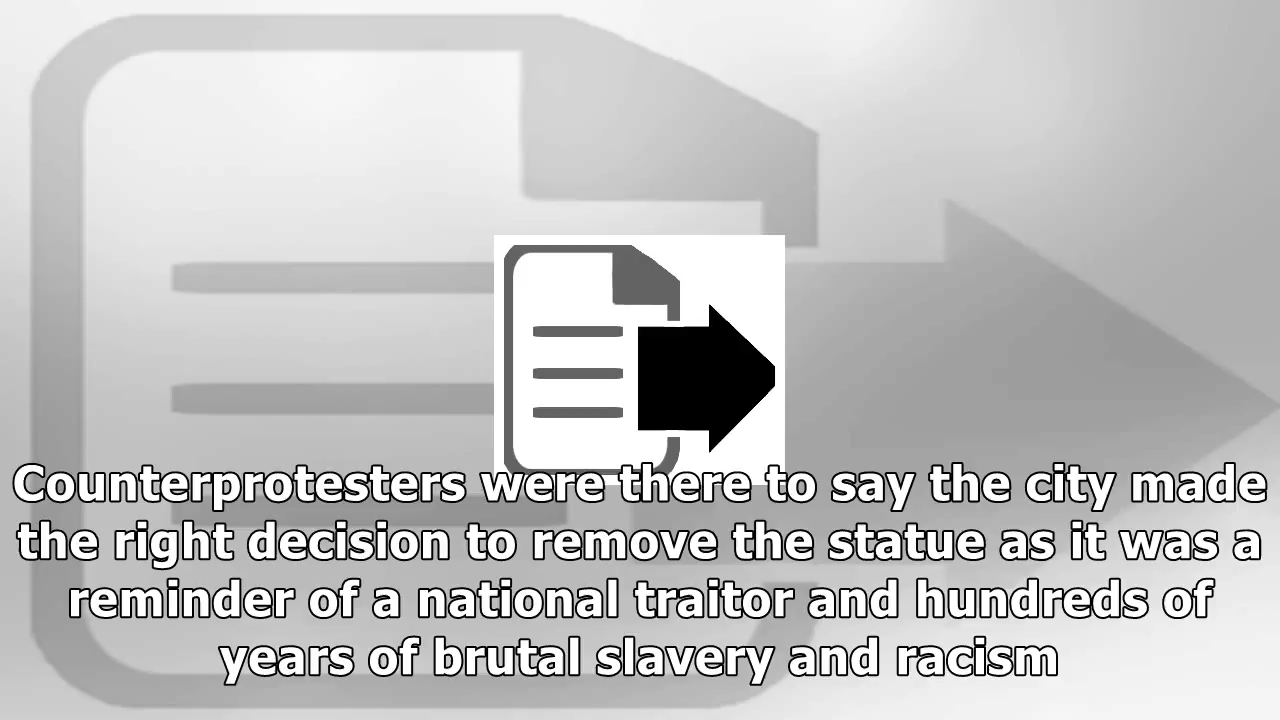 Counterprotesters were there to say the city made
the right decision to remove the statue as it was a
reminder of a national traitor and hundreds of
years of brutal slavery and racism